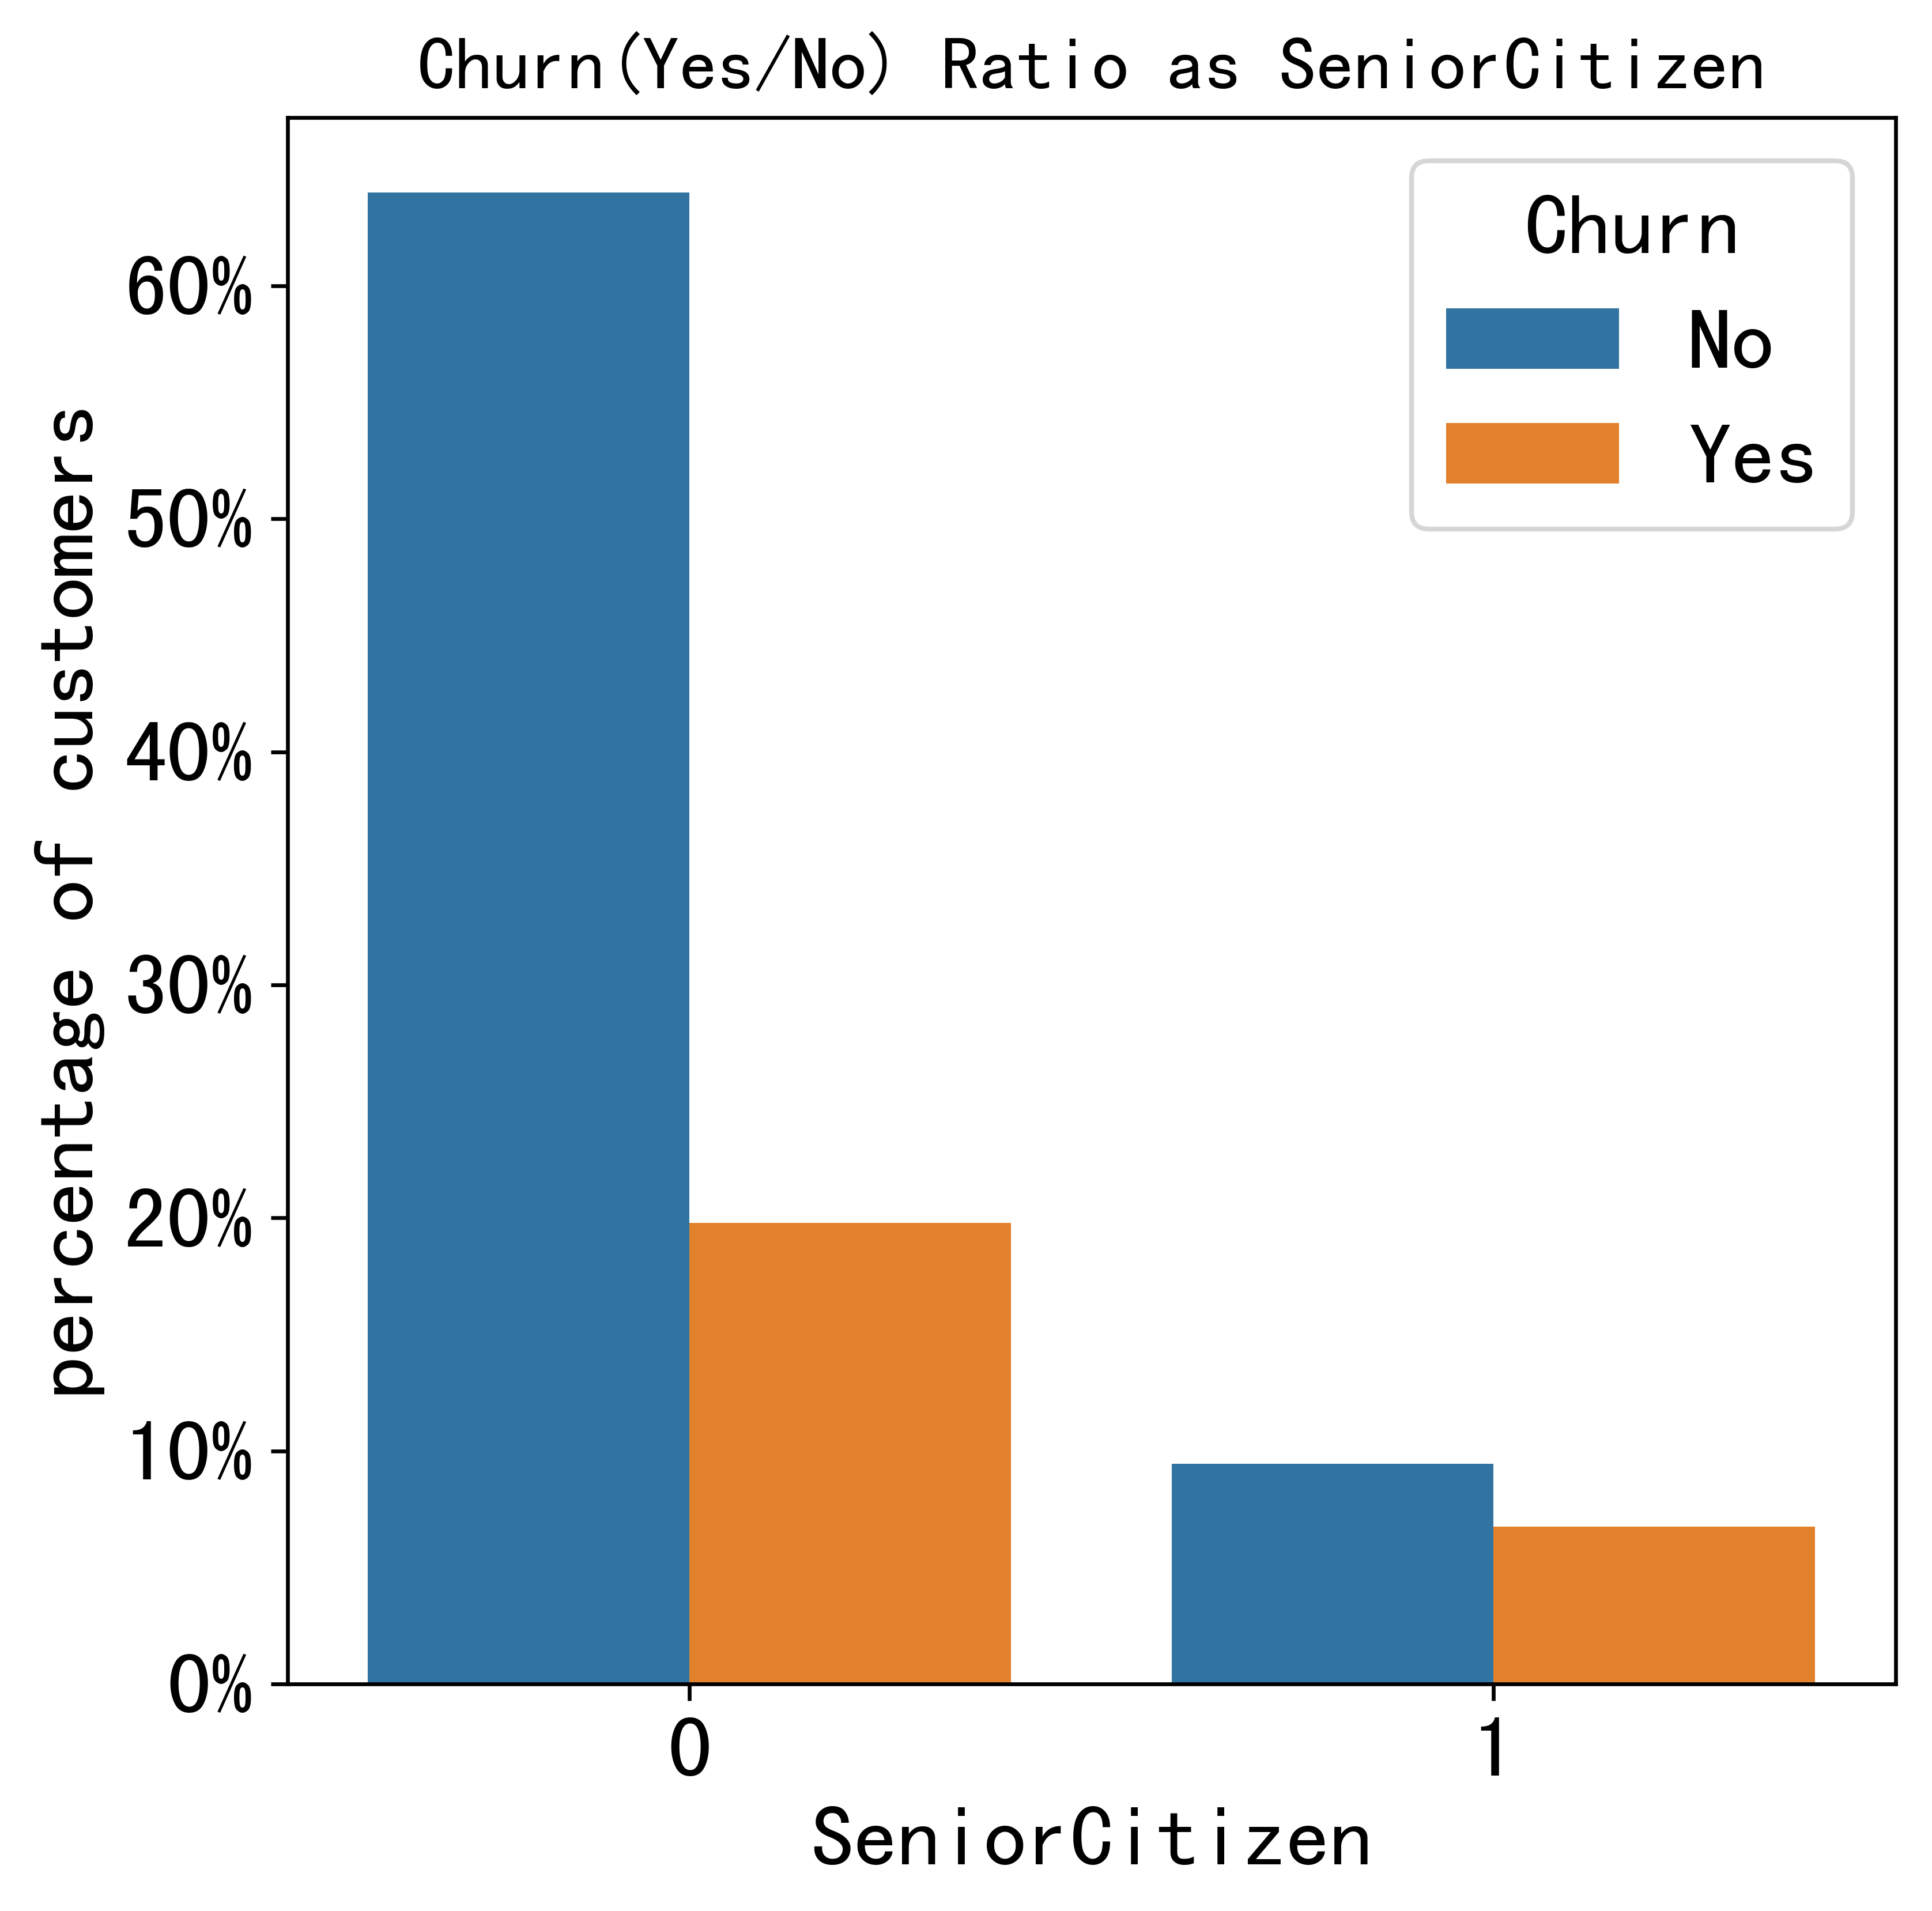 Churn(Yes/No) Ratio as SeniorCitizen
Churn
No
Yes
percentage of customers
60%
50%
40%
30%
20%
10%
0%
0
1
SeniorCitizen